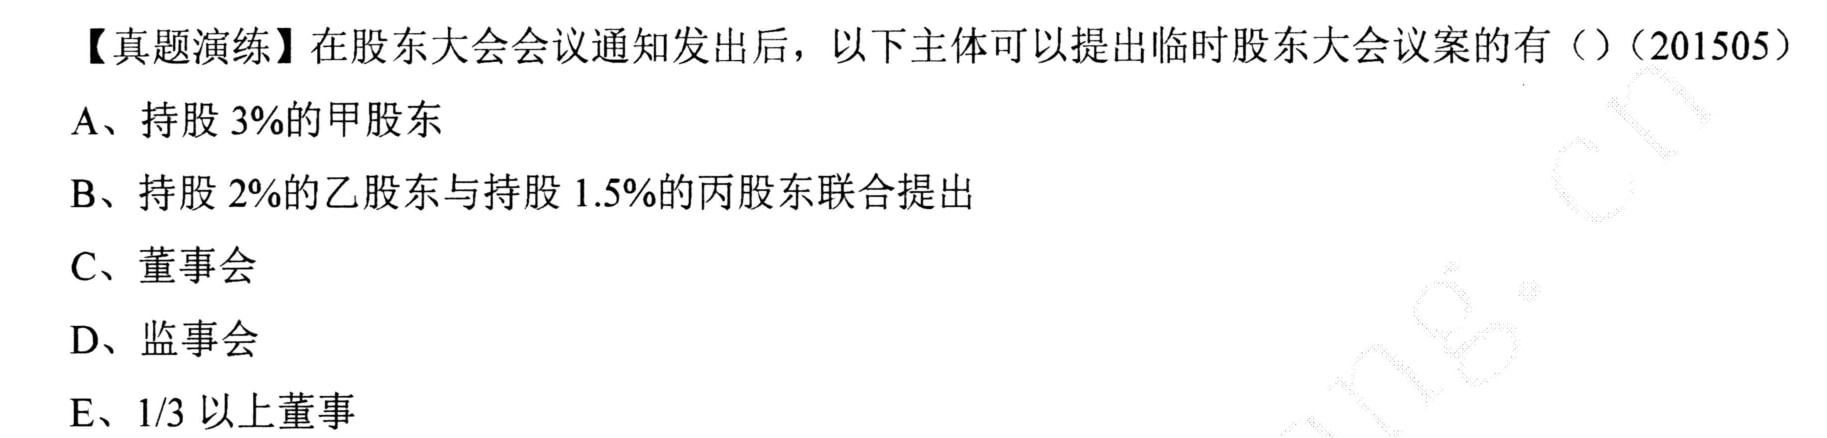 【真题演练】在股东大会会议通知发出后，以下主体可以提出临时股东大会议案的有（）（201505）
A、持股 3%的甲股东
B、持股 2%的乙股东与持股 1.5%的丙股东联合提出
C、董事会
D、监事会
E、1/3 以上董事
ng.cn